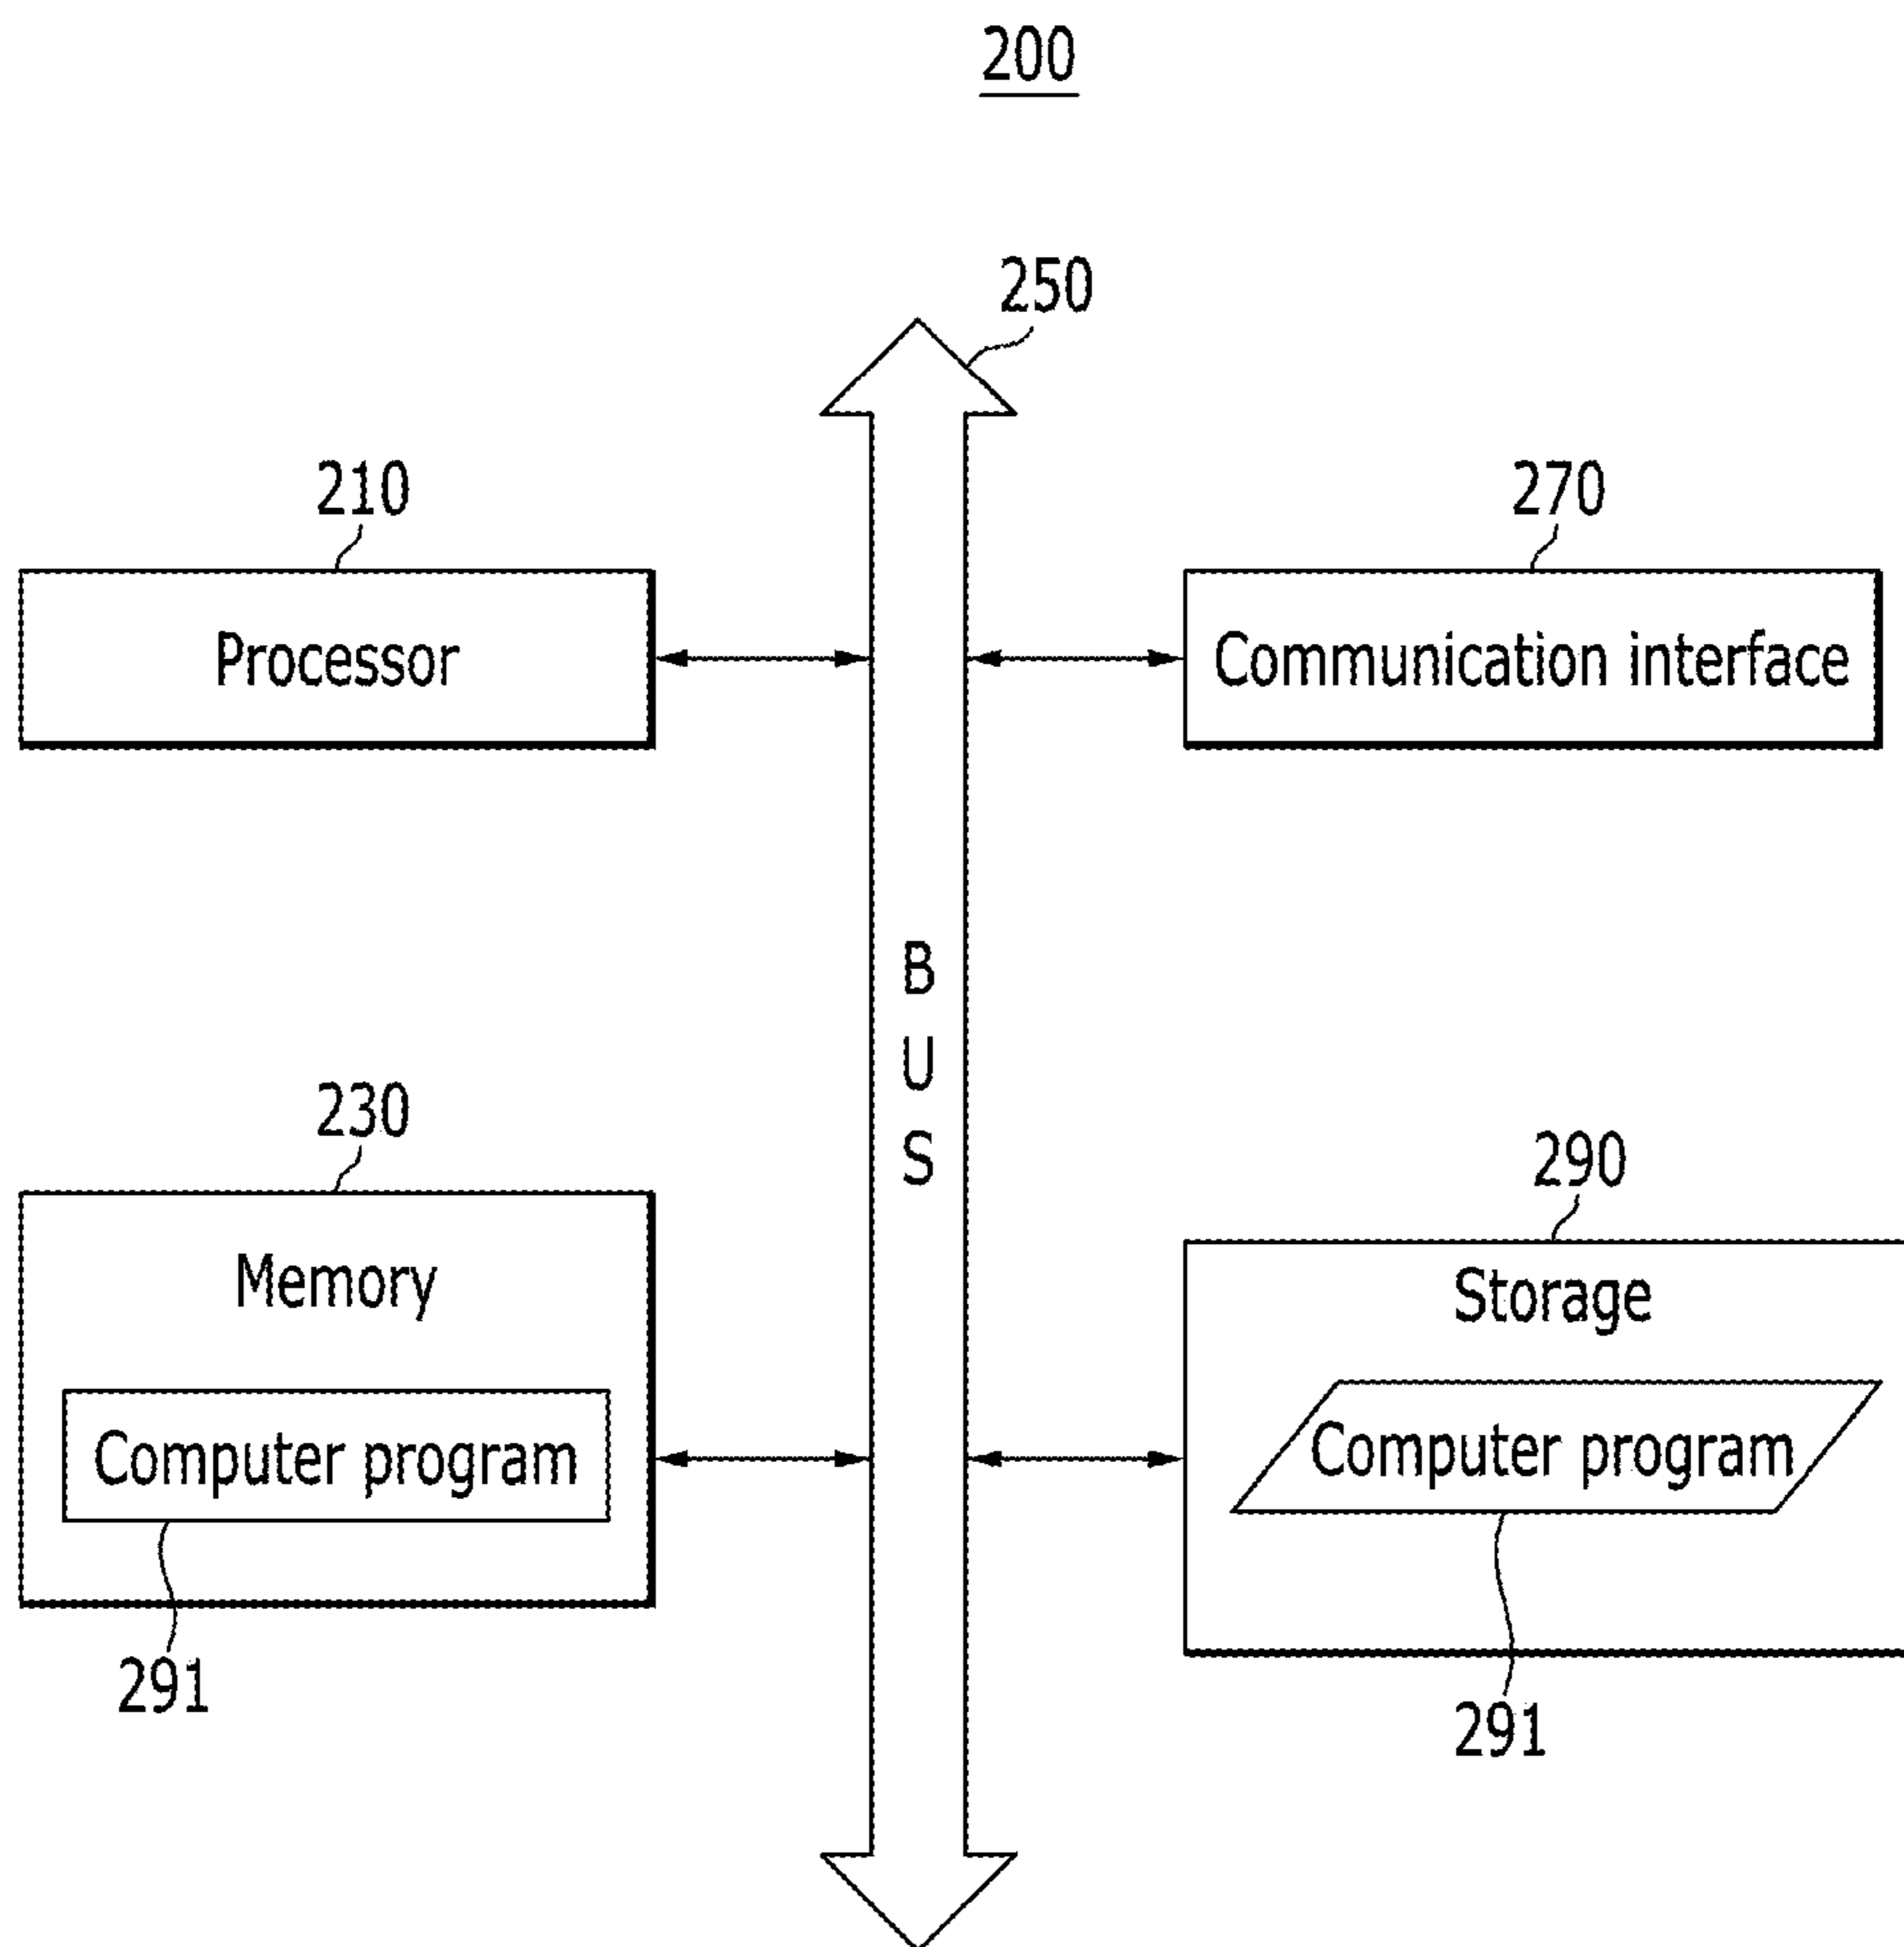 200
250
210
270
Processor
Communication interface
B
U
S
230
290
Memory
Storage
Computer program
Computer program
291
291